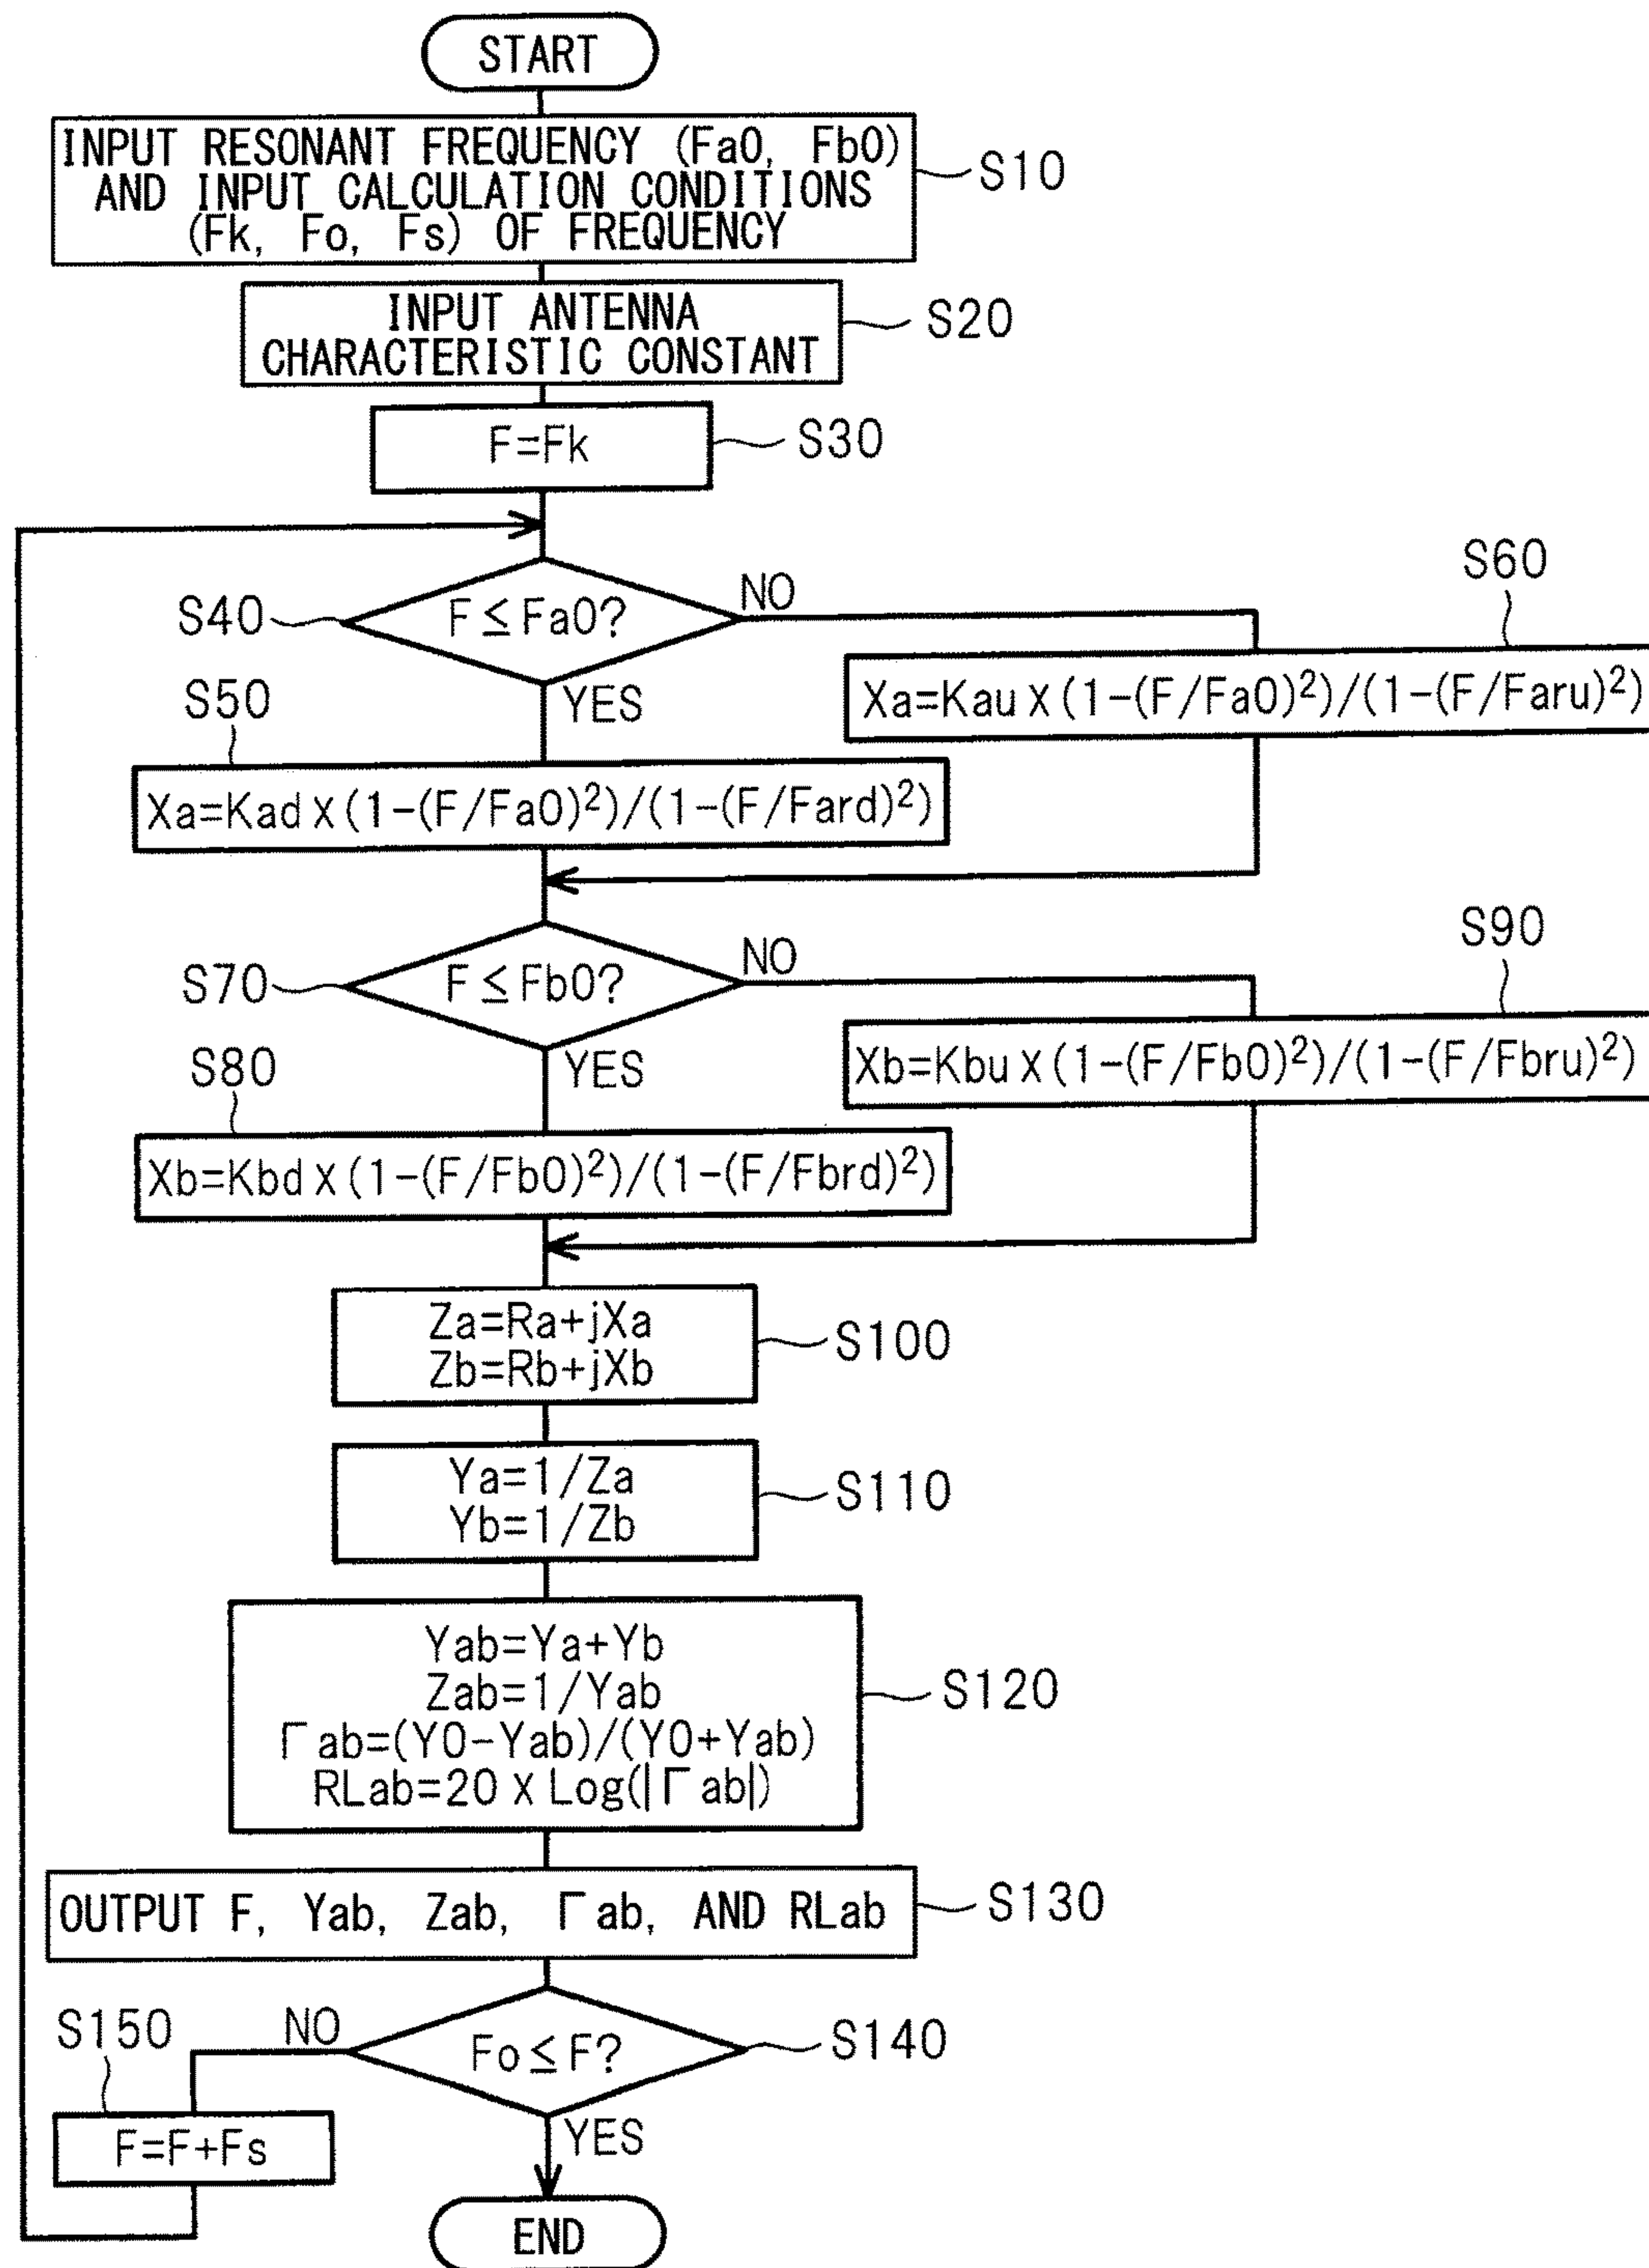 START
INPUT RESONANT FREQUENCY (Fa0, Fb0)
AND INPUT CALCULATION CONDITIONS
(Fk, Fo, Fs) OF FREQUENCY
S10
INPUT ANTENNA
CHARACTERISTIC CONSTANT
S20
F=Fk
S30
S40
F≤Fa0?
NO
YES
S60
Xa=Kau×(1-(F/Fa0)²)/(1-(F/Faru)²)
S50
Xa=Kad×(1-(F/Fa0)²)/(1-(F/Fard)²)
S70
F≤Fb0?
NO
YES
S90
Xb=Kbu×(1-(F/Fb0)²)/(1-(F/Fbru)²)
S80
Xb=Kbd×(1-(F/Fb0)²)/(1-(F/Fbrd)²)
Za=Ra+jXa
Zb=Rb+jXb
S100
Ya=1/Za
Yb=1/Zb
S110
Yab=Ya+Yb
Zab=1/Yab
Γab=(Y0-Yab)/(Y0+Yab)
RLab=20×Log(|Γab|)
S120
OUTPUT F, Yab, Zab, Γab, AND RLab
S130
S150
NO
Fo≤F?
S140
F=F+Fs
YES
END